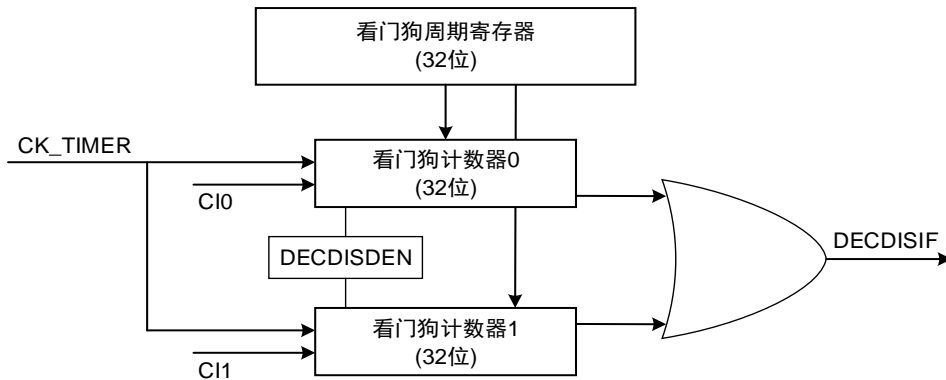 看门狗周期寄存器
(32位)
CK_TIMER
看门狗计数器0
(32位)
CI0
DECDISDEN
DECDISIF
看门狗计数器1
(32位)
CI1